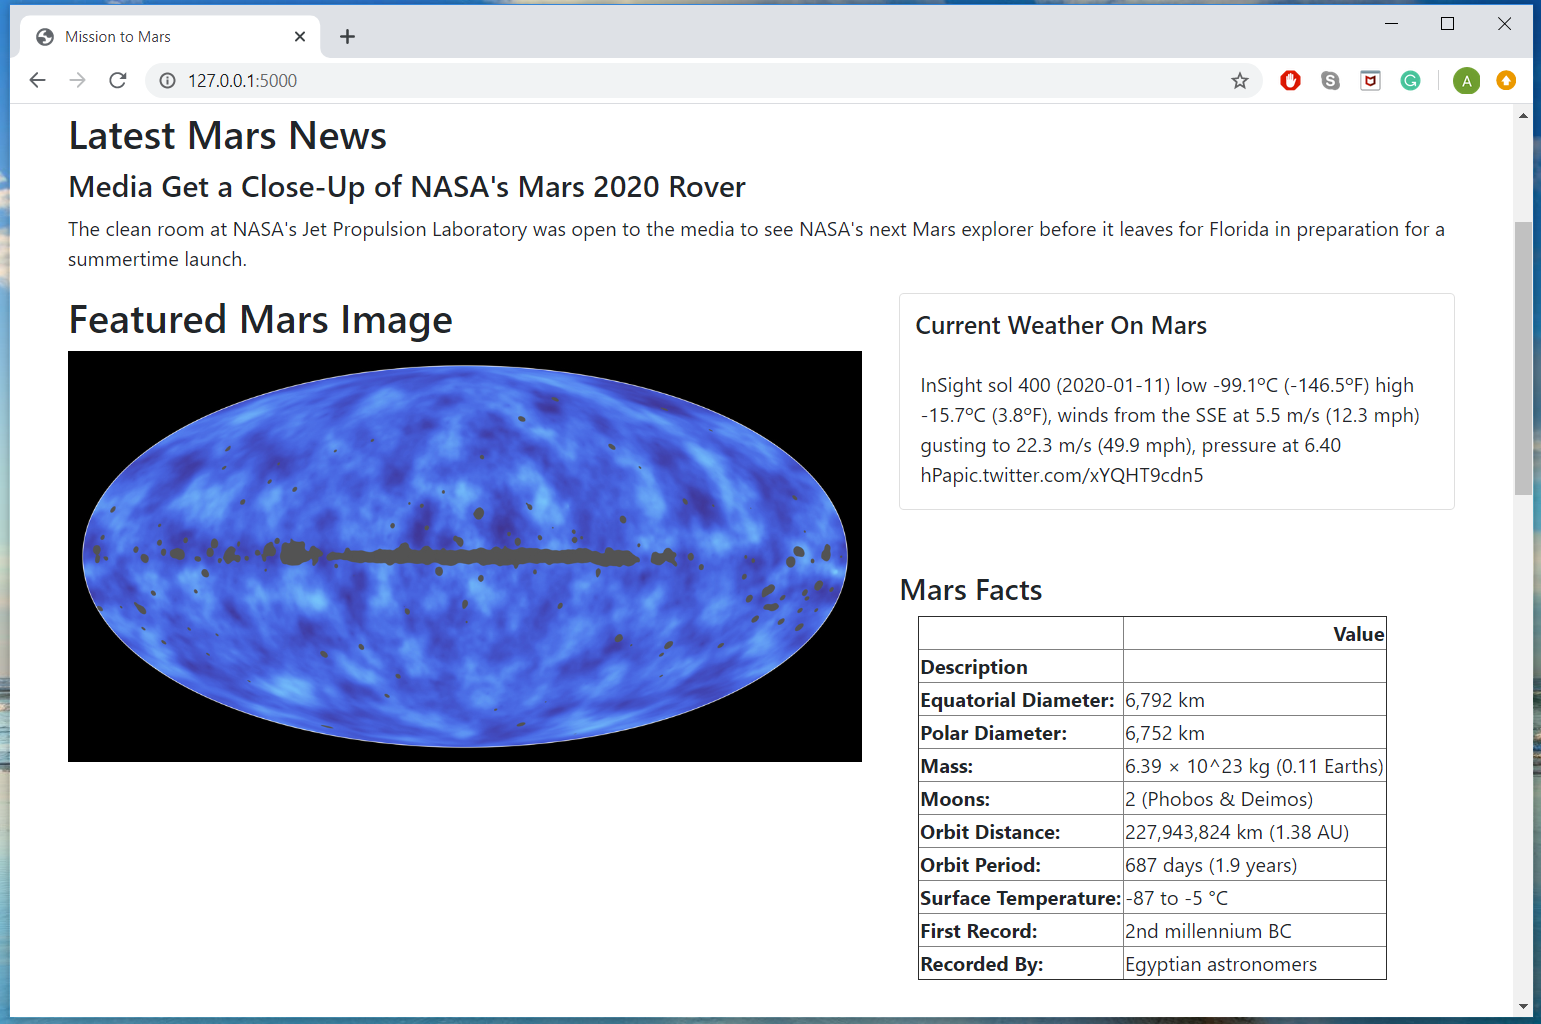 Mission to Mars
127.0.0.1:5000
A
Latest Mars News
Media Get a Close-Up of NASA's Mars 2020 Rover
The clean room at NASA's Jet Propulsion Laboratory was open to the media to see NASA's next Mars explorer before it leaves for Florida in preparation for a
summertime launch.
Featured Mars Image
Current Weather On Mars
InSight sol 400 (2020-01-11) low -99.1ºC (-146.5ºF) high
-15.7ºC (3.8ºF), winds from the SSE at 5.5 m/s (12.3 mph)
gusting to 22.3 m/s (49.9 mph), pressure at 6.40
hPapic.twitter.com/xYQHT9cdn5
Mars Facts
Value
Description
Equatorial Diameter: 6,792 km
Polar Diameter: 6,752 km
Mass: 6.39 × 10^23 kg (0.11 Earths)
Moons: 2 (Phobos & Deimos)
Orbit Distance: 227,943,824 km (1.38 AU)
Orbit Period: 687 days (1.9 years)
Surface Temperature: -87 to -5 °C
First Record: 2nd millennium BC
Recorded By: Egyptian astronomers